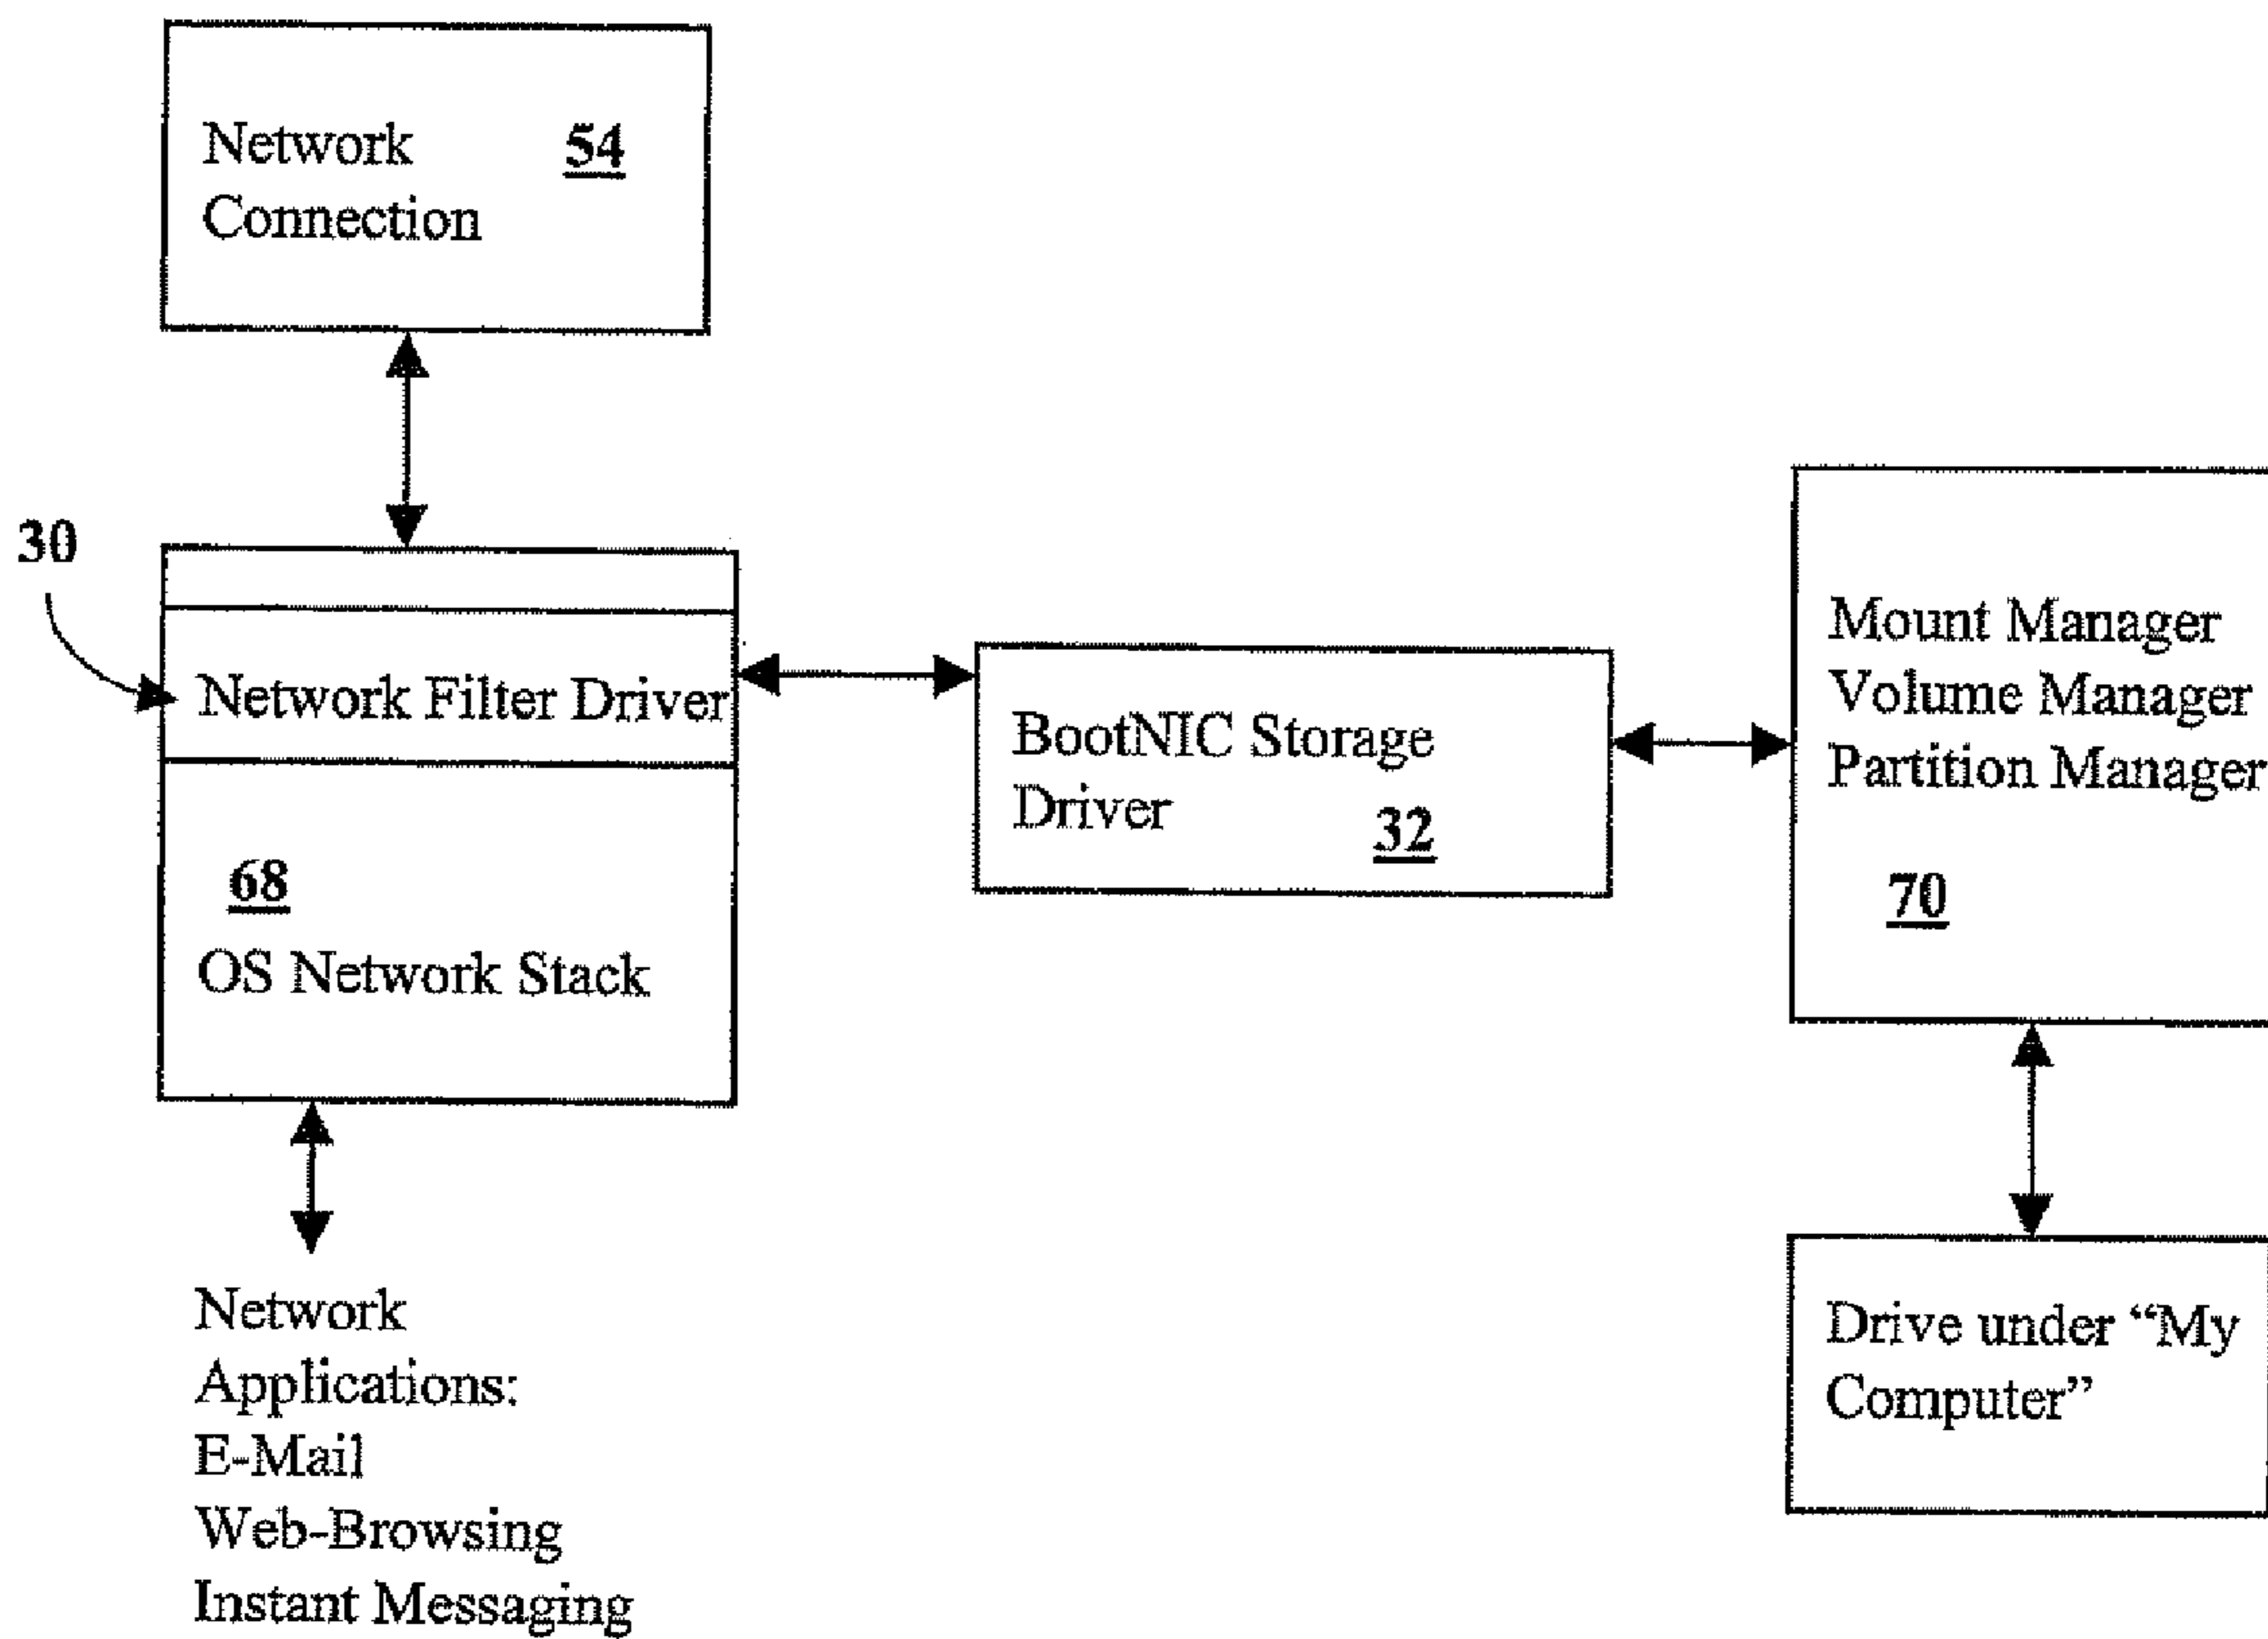 Network 54
Connection
30
Network Filter Driver
68
OS Network Stack
BootNIC Storage
Driver 32
Mount Manager
Volume Manager
Partition Manager
70
Network
Applications:
E-Mail
Web-Browsing
Instant Messaging
Drive under “My
Computer”